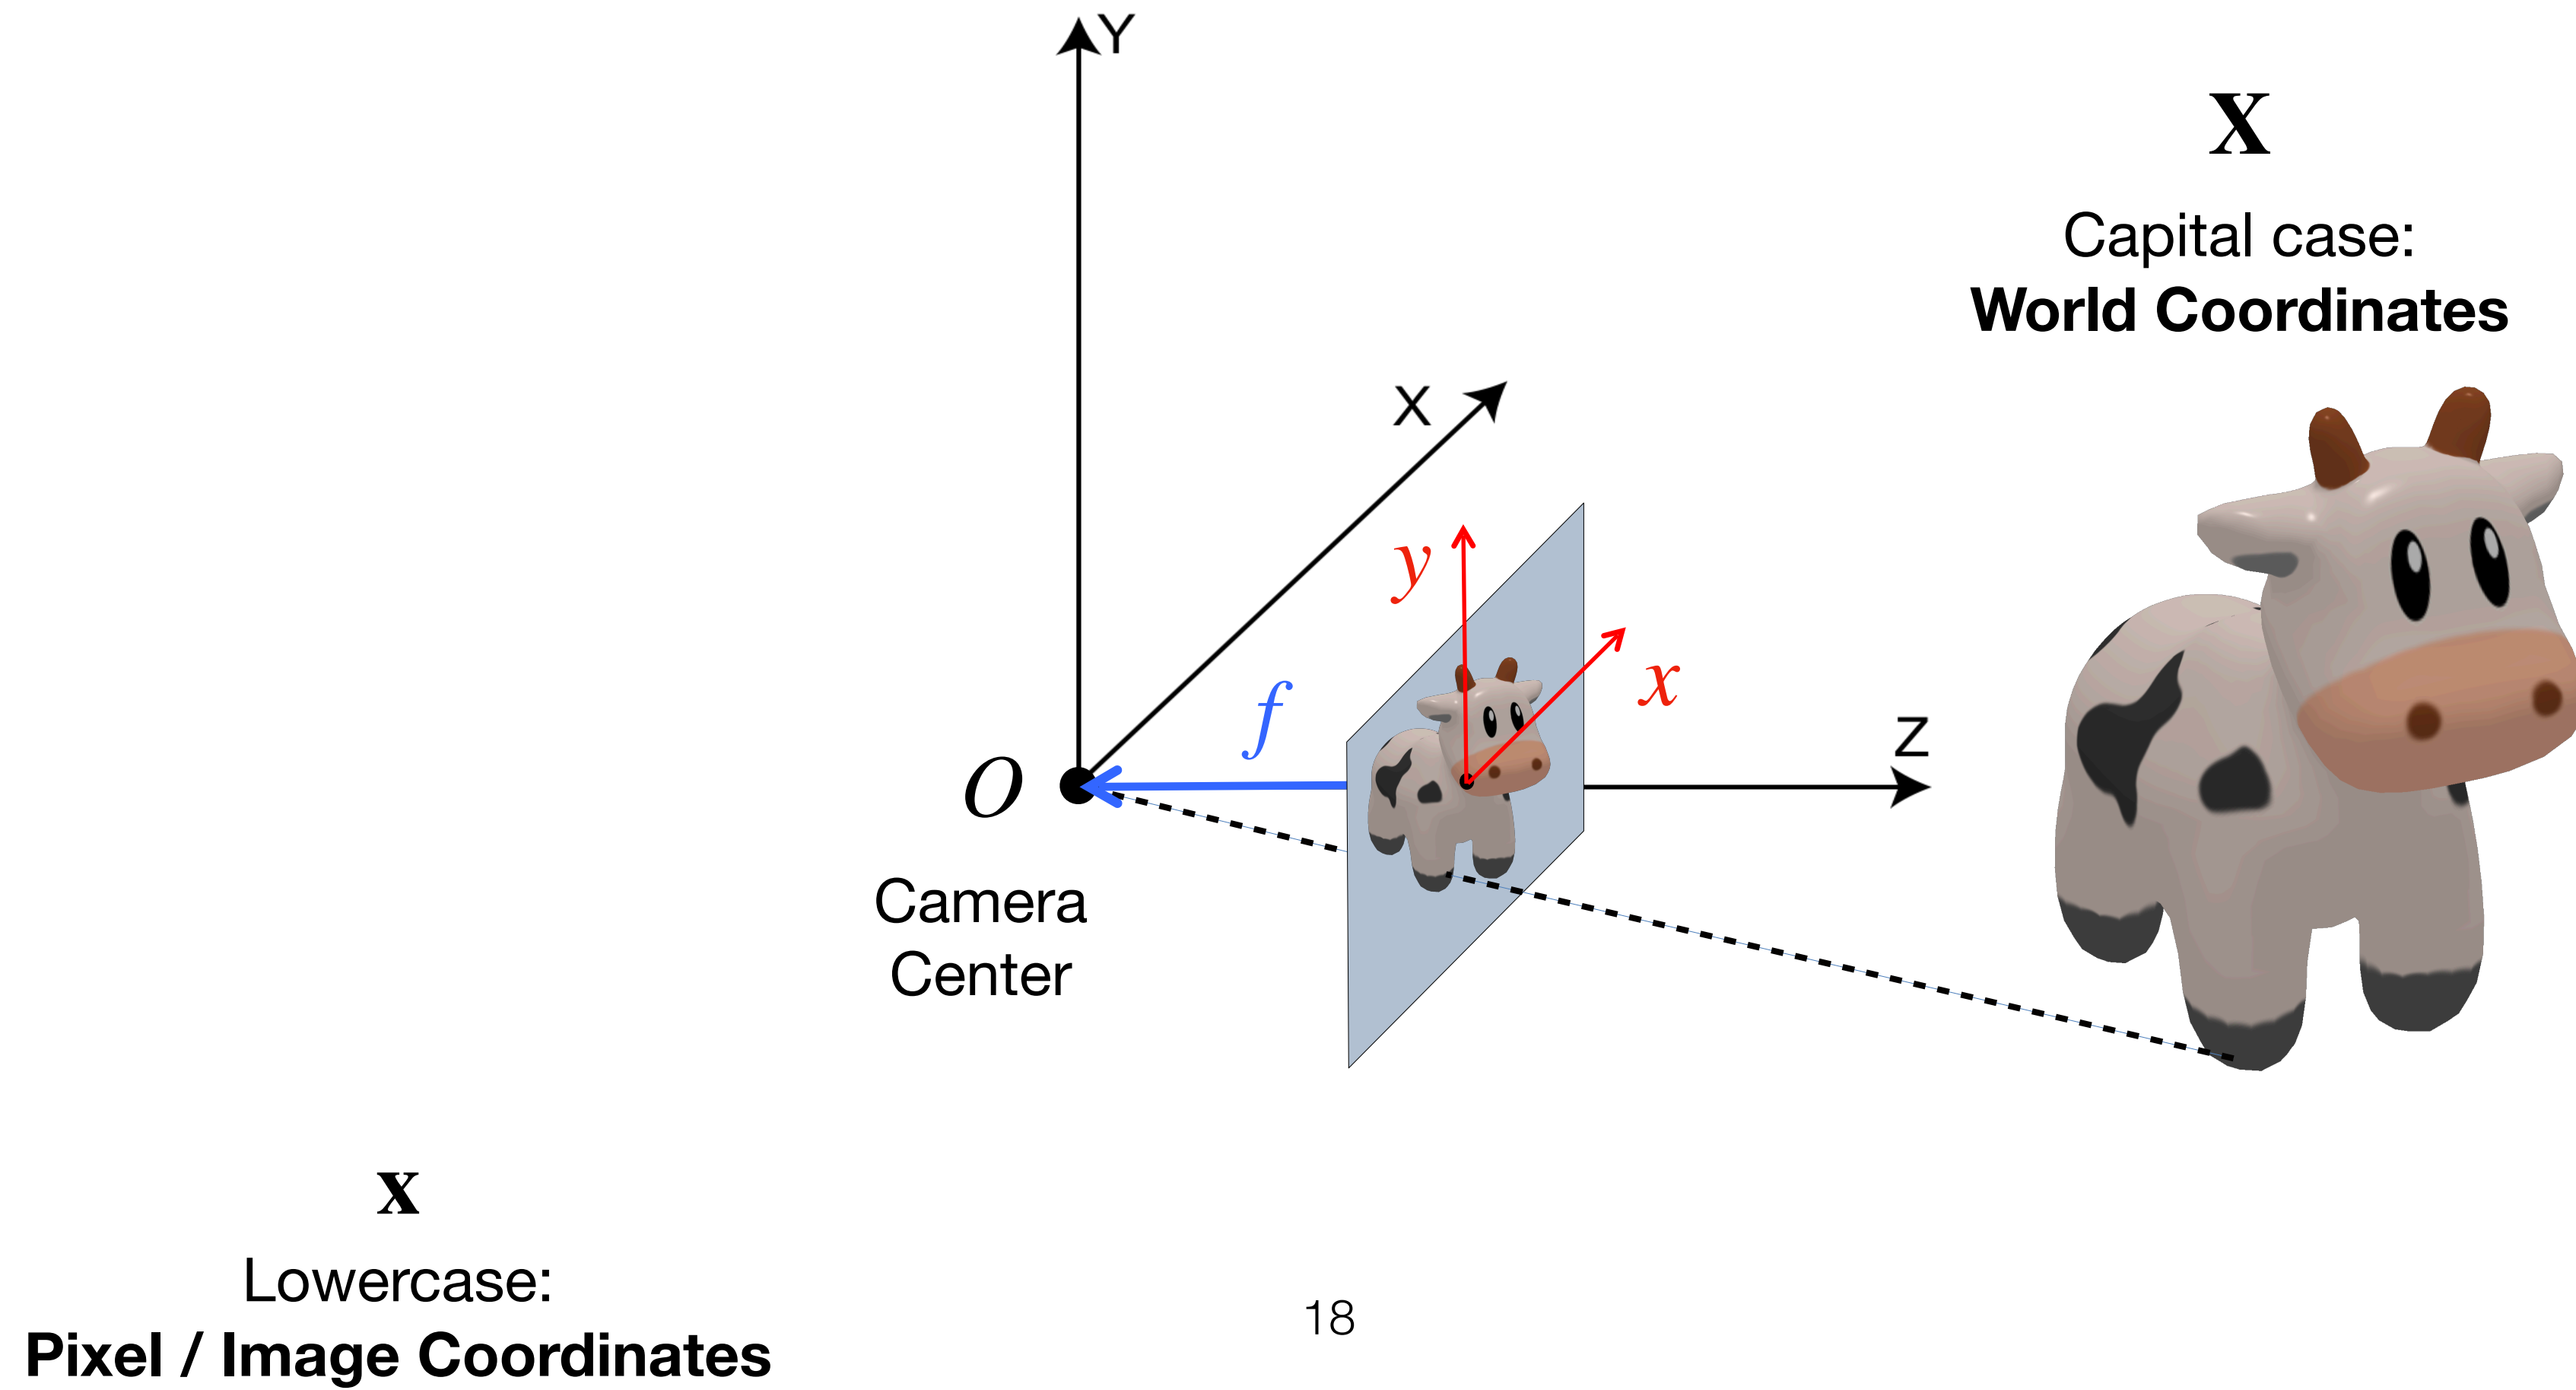 Y
X
Capital case:
World Coordinates
X
y
x
f
Z
O
Camera
Center
x
Lowercase:
Pixel / Image Coordinates
18